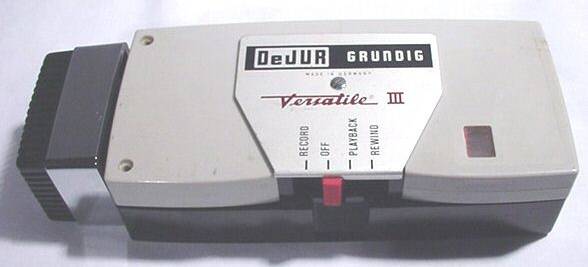 DeJUR GRUNDIG
MADE IN GERMANY
Versatile III
RECORD
OFF
PLAYBACK
REWIND